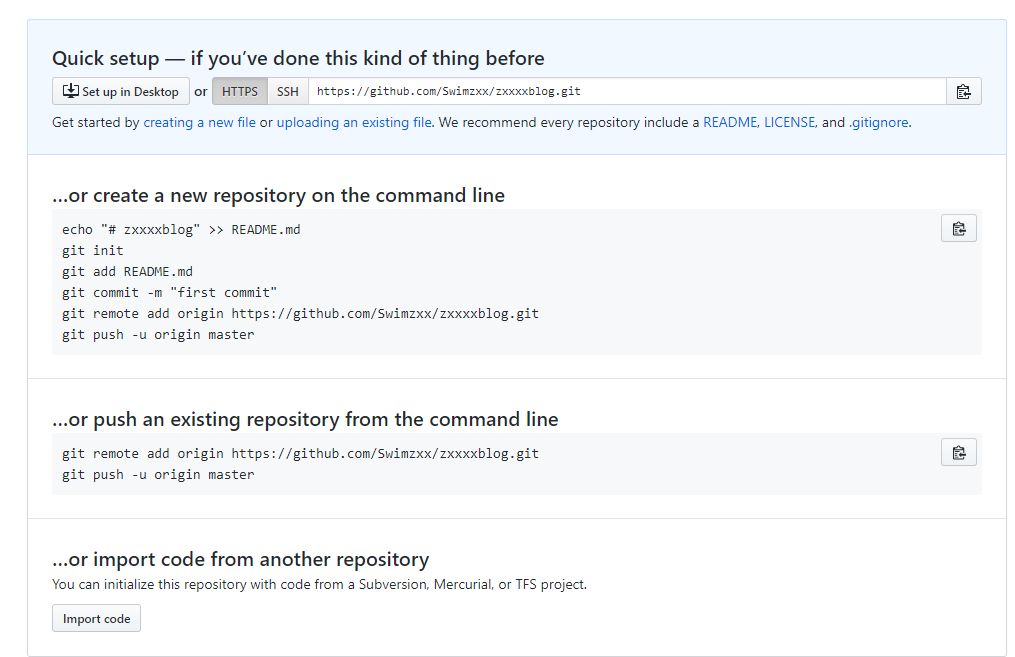 Quick setup — if you’ve done this kind of thing before
Set up in Desktop or HTTPS SSH https://github.com/Swimzxx/zxxxxblog.git
Get started by creating a new file or uploading an existing file. We recommend every repository include a README, LICENSE, and .gitignore.
…or create a new repository on the command line
echo "# zxxxxblog" >> README.md
git init
git add README.md
git commit -m "first commit"
git remote add origin https://github.com/Swimzxx/zxxxxblog.git
git push -u origin master
…or push an existing repository from the command line
git remote add origin https://github.com/Swimzxx/zxxxxblog.git
git push -u origin master
…or import code from another repository
You can initialize this repository with code from a Subversion, Mercurial, or TFS project.
Import code